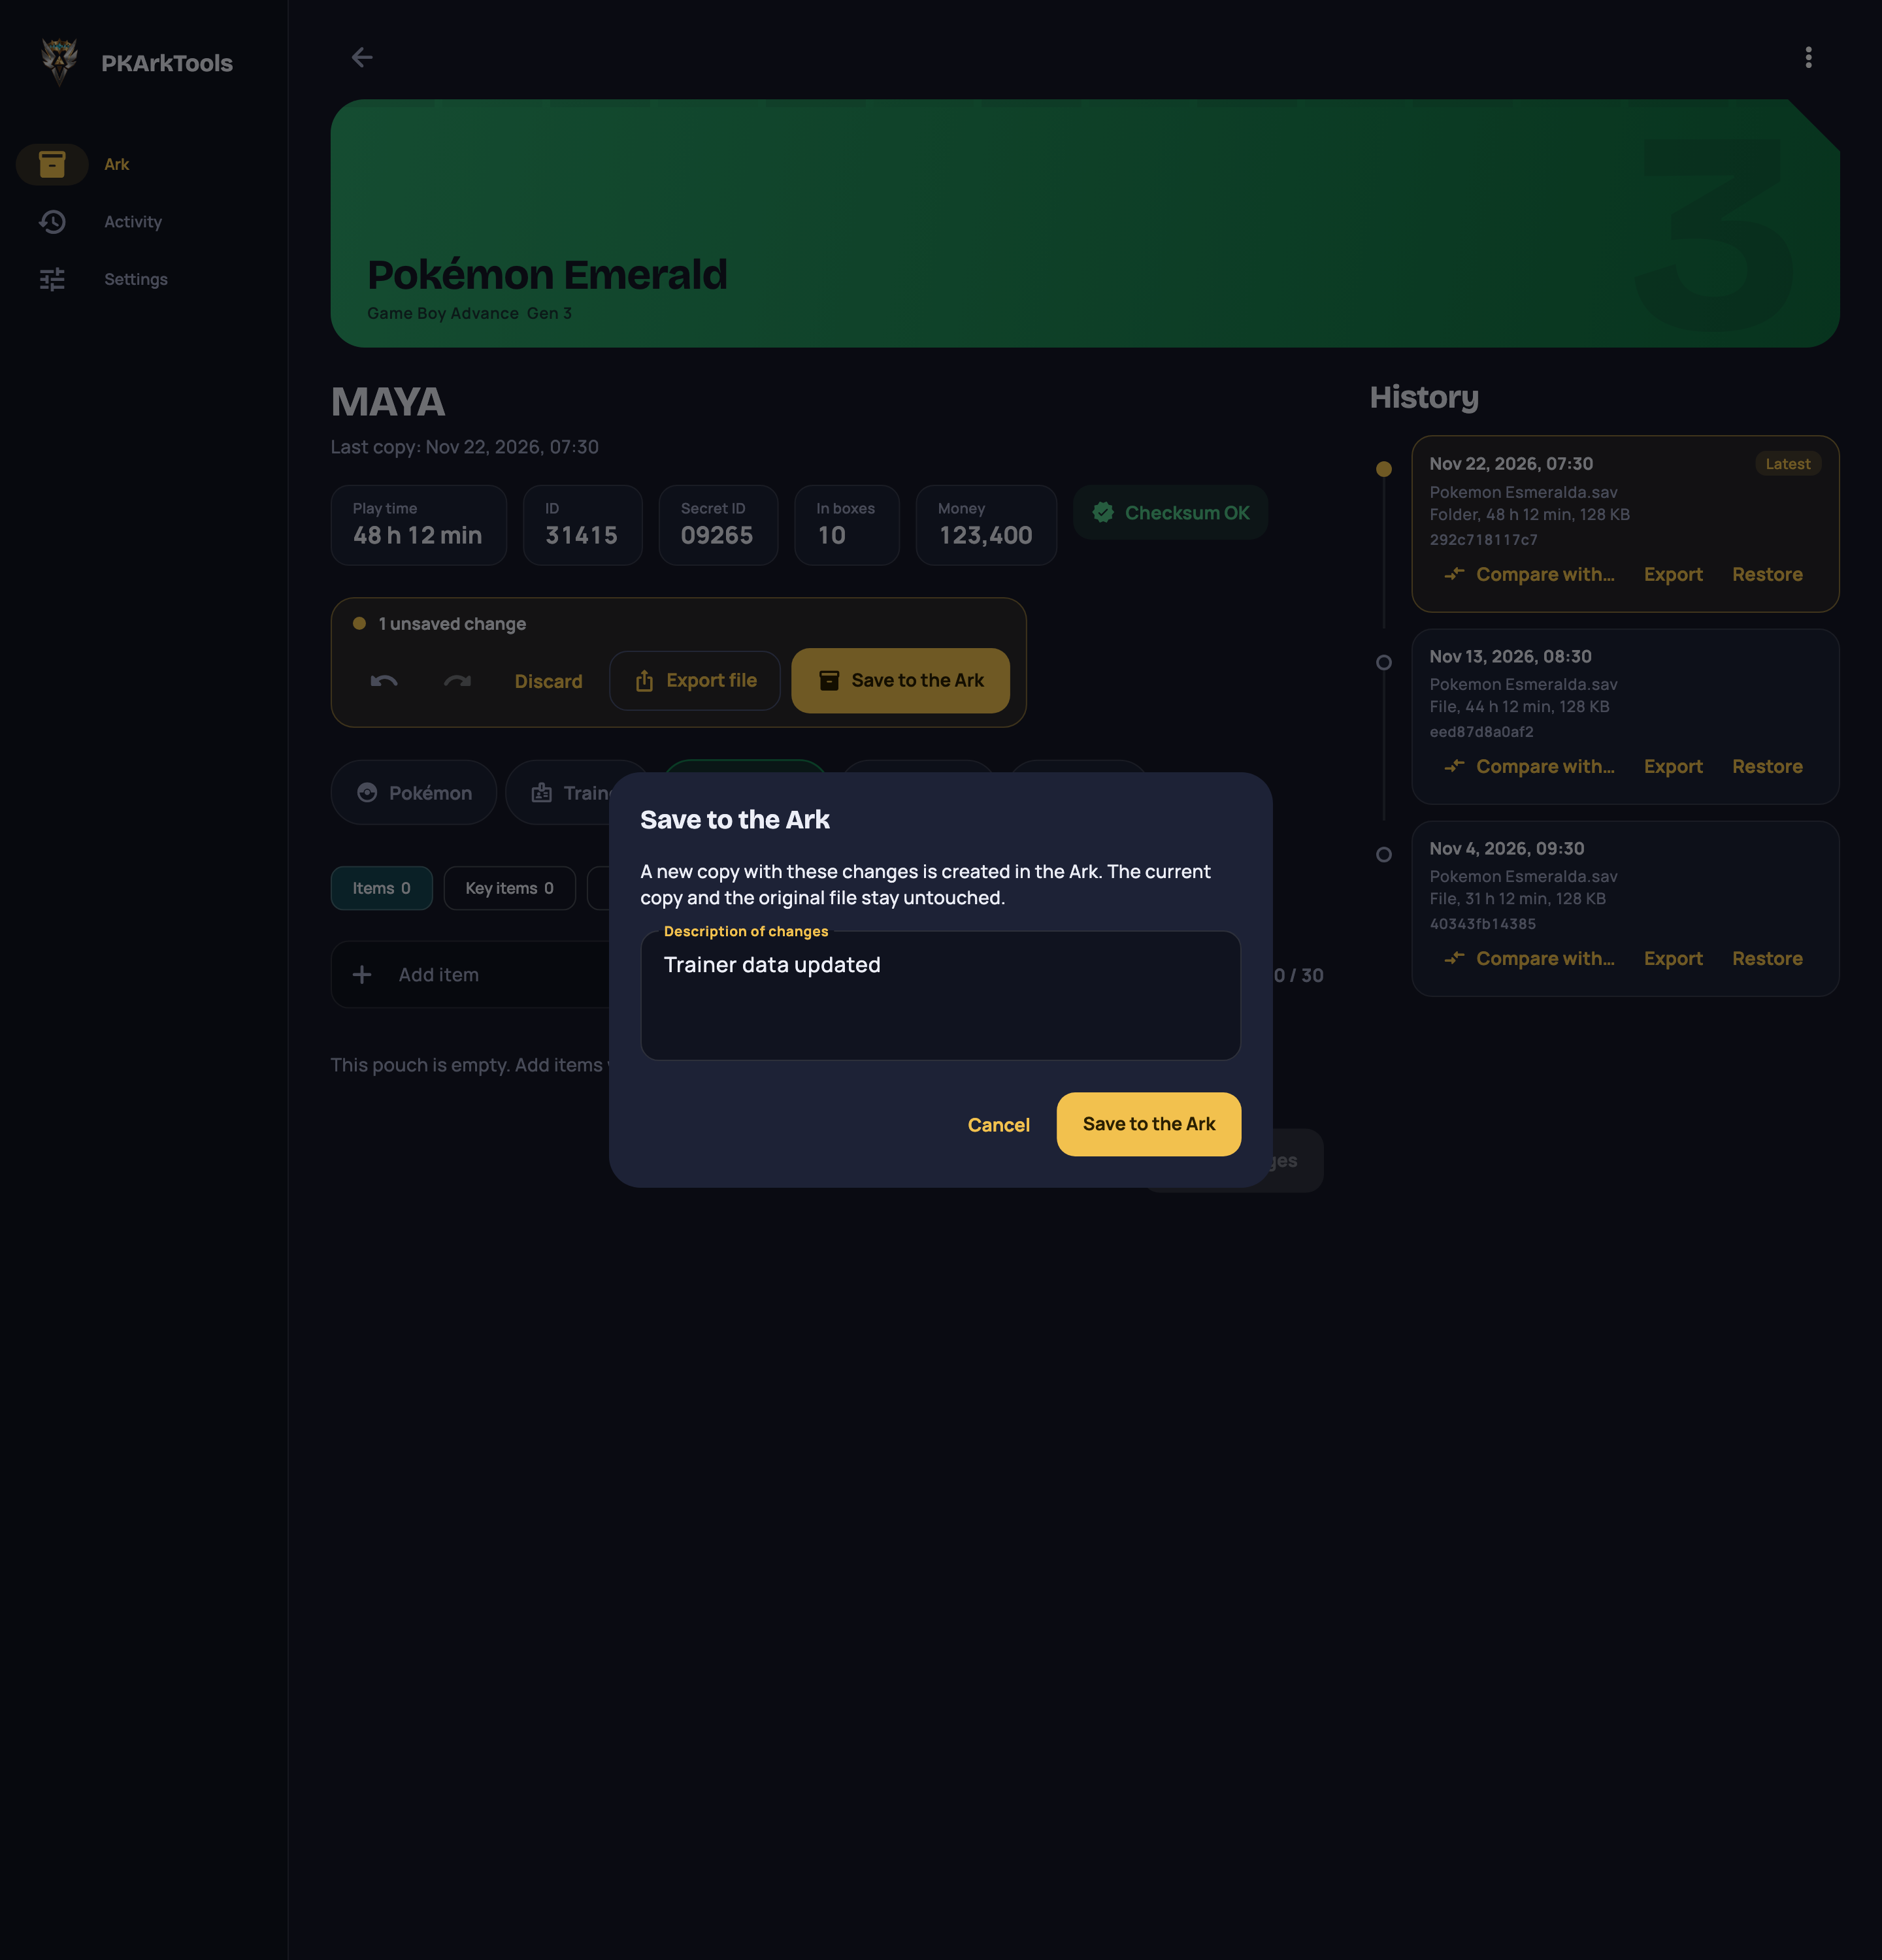 PKArkTools
Ark
Activity
Settings
3
Pokémon Emerald
Game Boy Advance Gen 3
MAYA
Last copy: Nov 22, 2026, 07:30
Play time
48 h 12 min
ID
31415
Secret ID
09265
In boxes
10
Money
123,400
Checksum OK
1 unsaved change
Discard
Export file
Save to the Ark
Pokémon
Items 0
Key items 0
Add item
0 / 30
This pouch is empty. Add items
Save to the Ark
A new copy with these changes is created in the Ark. The current
copy and the original file stay untouched.
Description of changes
Trainer data updated
Cancel
Save to the Ark
History
Nov 22, 2026, 07:30
Latest
Pokemon Esmeralda.sav
Folder, 48 h 12 min, 128 KB
292c718117c7
Compare with...
Export
Restore
Nov 13, 2026, 08:30
Pokemon Esmeralda.sav
File, 44 h 12 min, 128 KB
eed87d8a0af2
Compare with...
Export
Restore
Nov 4, 2026, 09:30
Pokemon Esmeralda.sav
File, 31 h 12 min, 128 KB
40343fb14385
Compare with...
Export
Restore